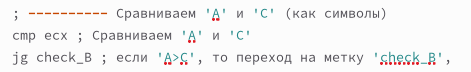 ; ---------- Сравниваем 'A' и 'C' (как символы)
cmp ecx ; Сравниваем 'A' и 'C'
jg check_B ; если 'A>C', то переход на метку 'check_B',